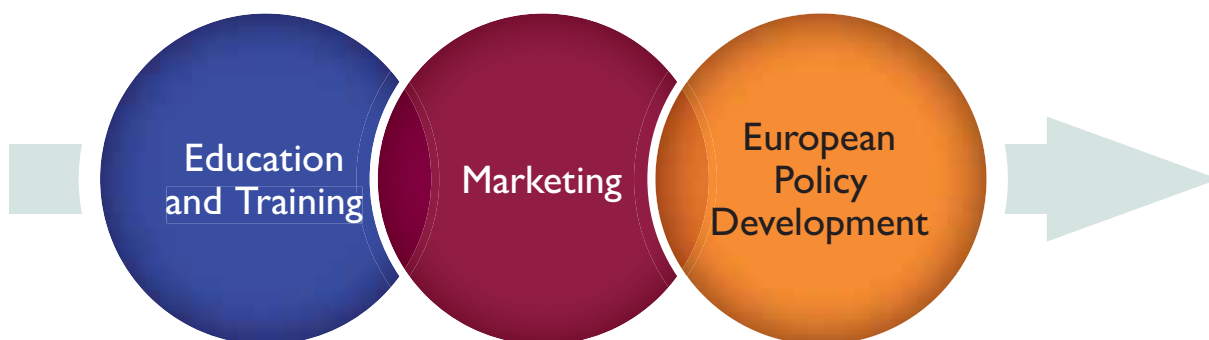 Education
and Training
Marketing
European
Policy
Development